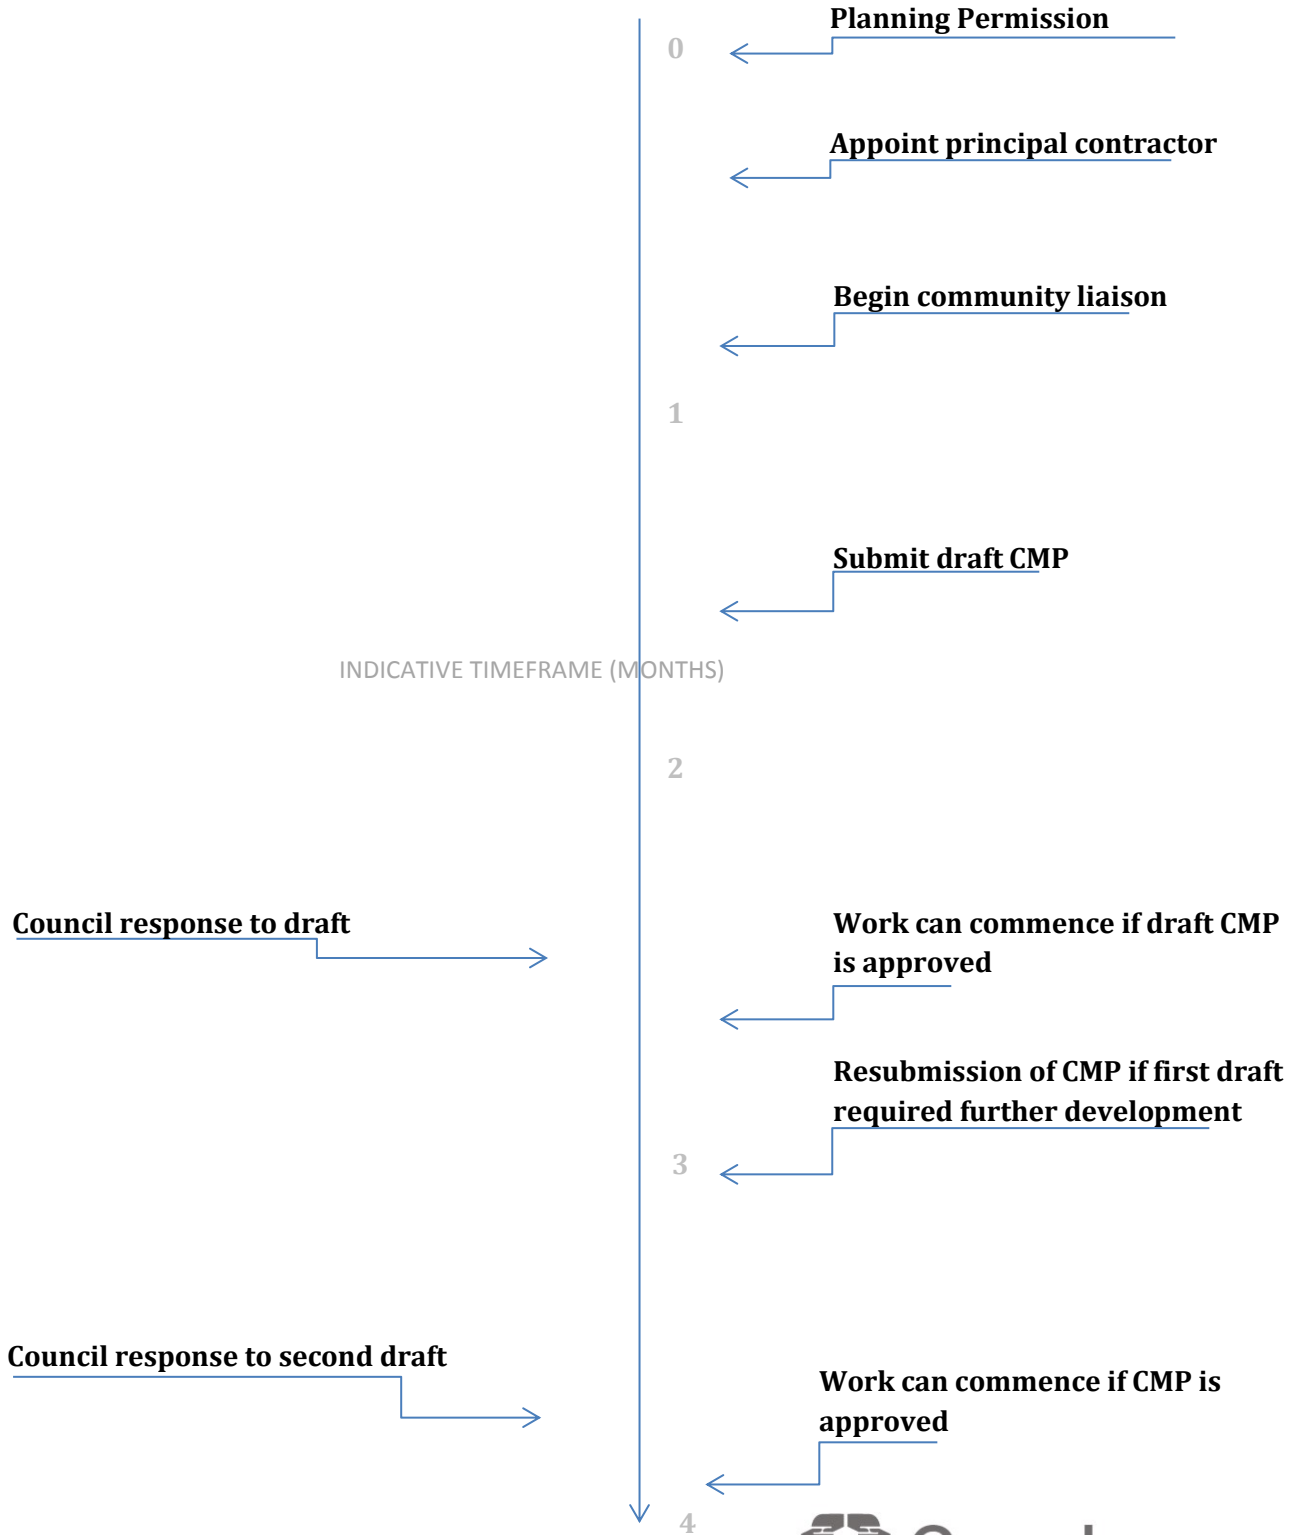 Planning Permission
0
Appoint principal contractor
Begin community liaison
1
Submit draft CMP
INDICATIVE TIMEFRAME (MONTHS)
2
Council response to draft
Work can commence if draft CMP
is approved
Resubmission of CMP if first draft
required further development
3
Council response to second draft
Work can commence if CMP is
approved
4